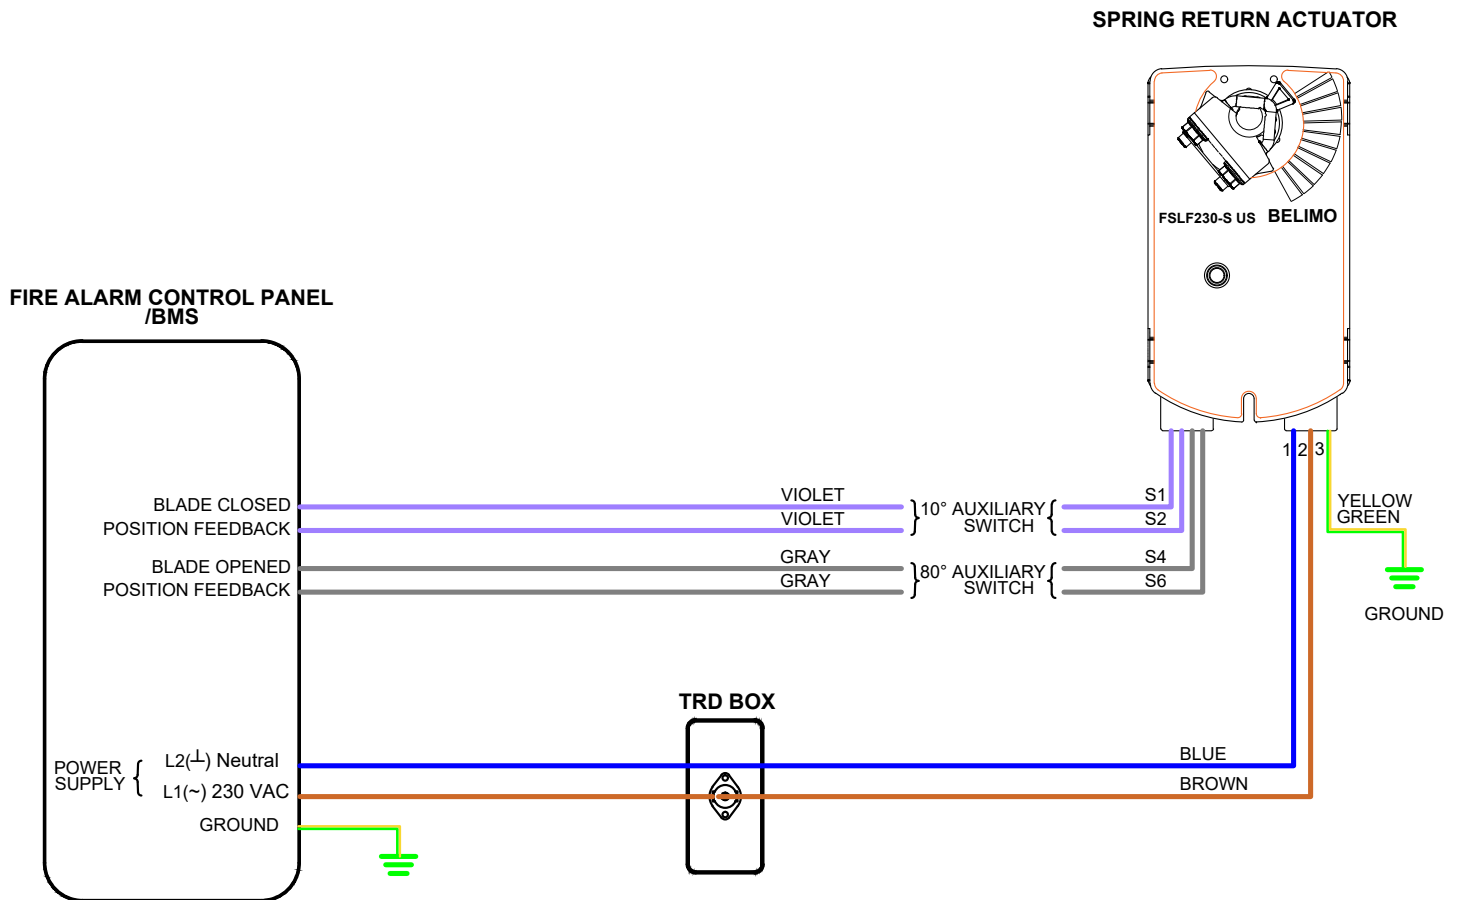 SPRING RETURN ACTUATOR
FSLF230-S US BELIMO
FIRE ALARM CONTROL PANEL
/BMS
1 2 3
BLADE CLOSED
POSITION FEEDBACK
BLADE OPENED
POSITION FEEDBACK
VIOLET
VIOLET
GRAY
GRAY
10° AUXILIARY
SWITCH
80° AUXILIARY
SWITCH
S1
S2
S4
S6
YELLOW
GREEN
GROUND
TRD BOX
POWER
SUPPLY
L2(┴) Neutral
L1(~) 230 VAC
GROUND
BLUE
BROWN